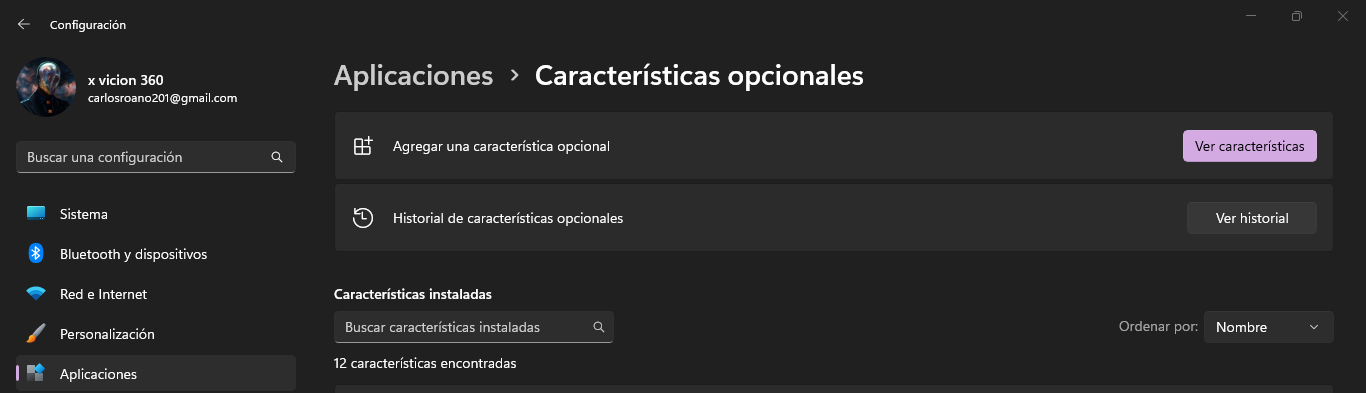 Configuración
x vicion 360
carlosroano201@gmail.com
Buscar una configuración
Sistema
Bluetooth y dispositivos
Red e Internet
Personalización
Aplicaciones
Aplicaciones > Características opcionales
Agregar una característica opcional
Ver características
Historial de características opcionales
Ver historial
Características instaladas
Buscar características instaladas
Ordenar por: Nombre
12 características encontradas